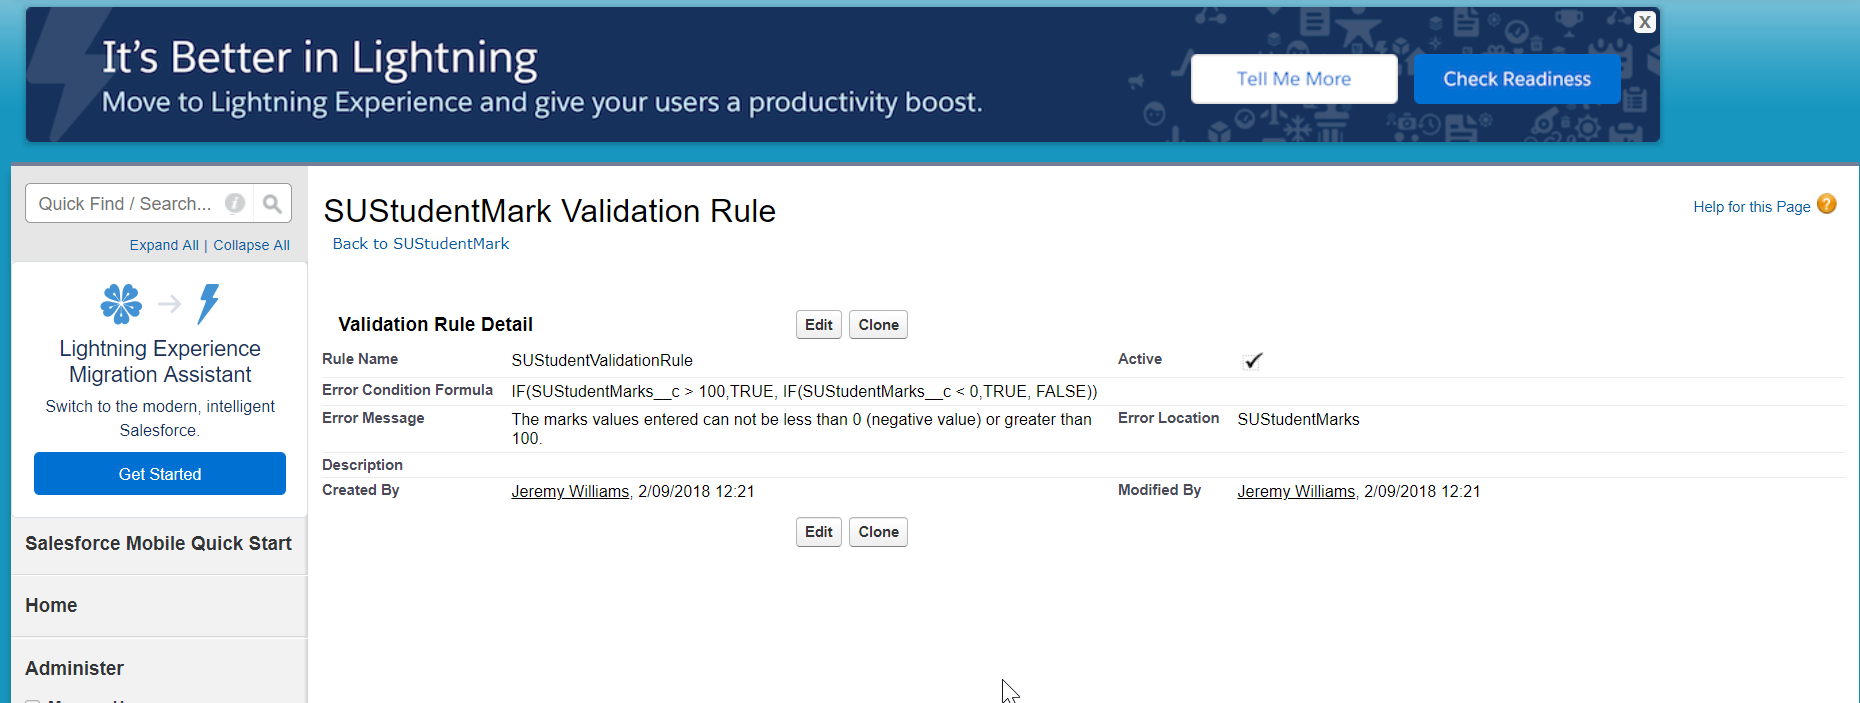 It's Better in Lightning
Move to Lightning Experience and give your users a productivity boost.
Tell Me More
Check Readiness
X
Quick Find / Search...
Expand All | Collapse All
Lightning Experience
Migration Assistant
Switch to the modern, intelligent
Salesforce.
Get Started
Salesforce Mobile Quick Start
Home
Administer
SUStudentMark Validation Rule
Back to SUStudentMark
Help for this Page ?
Validation Rule Detail
Edit Clone
Rule Name SUStudentValidationRule Active
Error Condition Formula IF(SUStudentMarks__c > 100,TRUE, IF(SUStudentMarks__c < 0,TRUE, FALSE))
Error Message The marks values entered can not be less than 0 (negative value) or greater than
100.
Error Location SUStudentMarks
Description
Created By Jeremy Williams, 2/09/2018 12:21 Modified By Jeremy Williams, 2/09/2018 12:21
Edit Clone